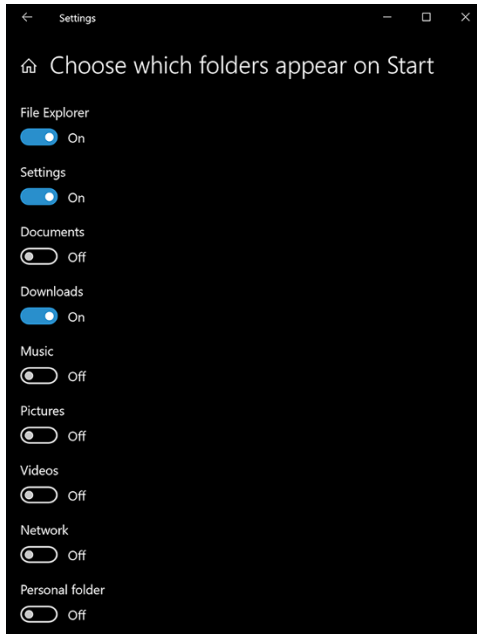 Settings
Choose which folders appear on Start
File Explorer
On
Settings
On
Documents
Off
Downloads
On
Music
Off
Pictures
Off
Videos
Off
Network
Off
Personal folder
Off